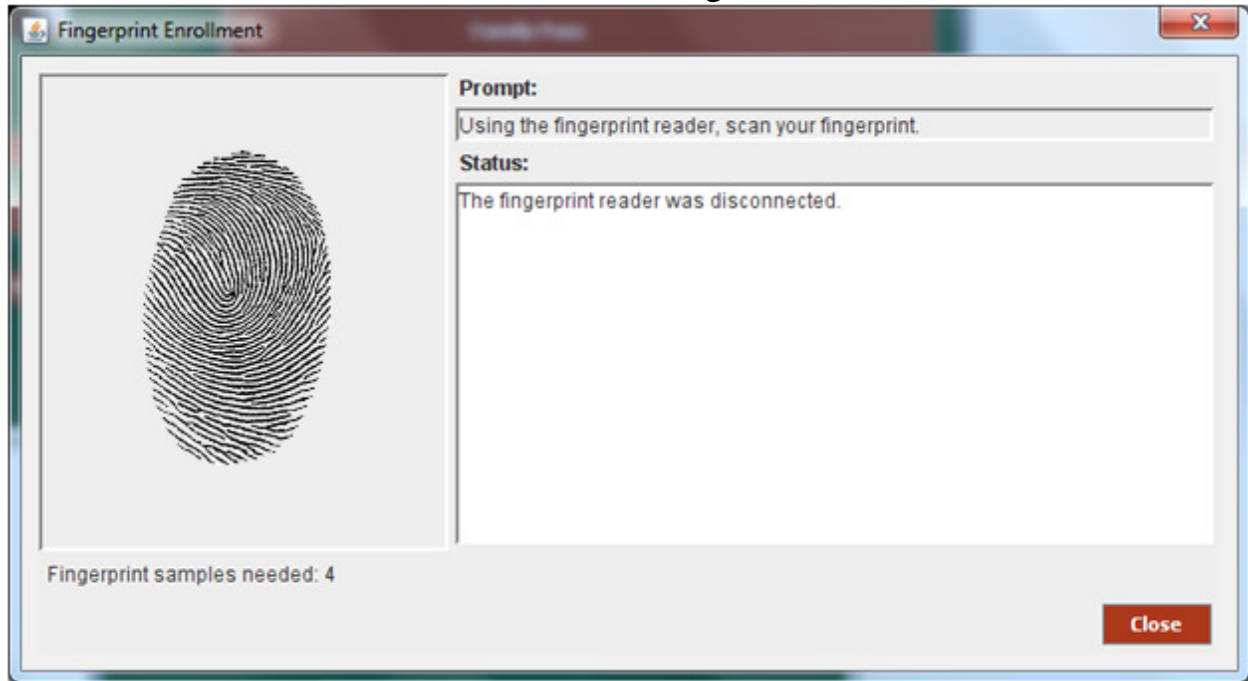 Fingerprint Enrollment
Prompt:
Using the fingerprint reader, scan your fingerprint.
Status:
The fingerprint reader was disconnected.
Fingerprint samples needed: 4
Close